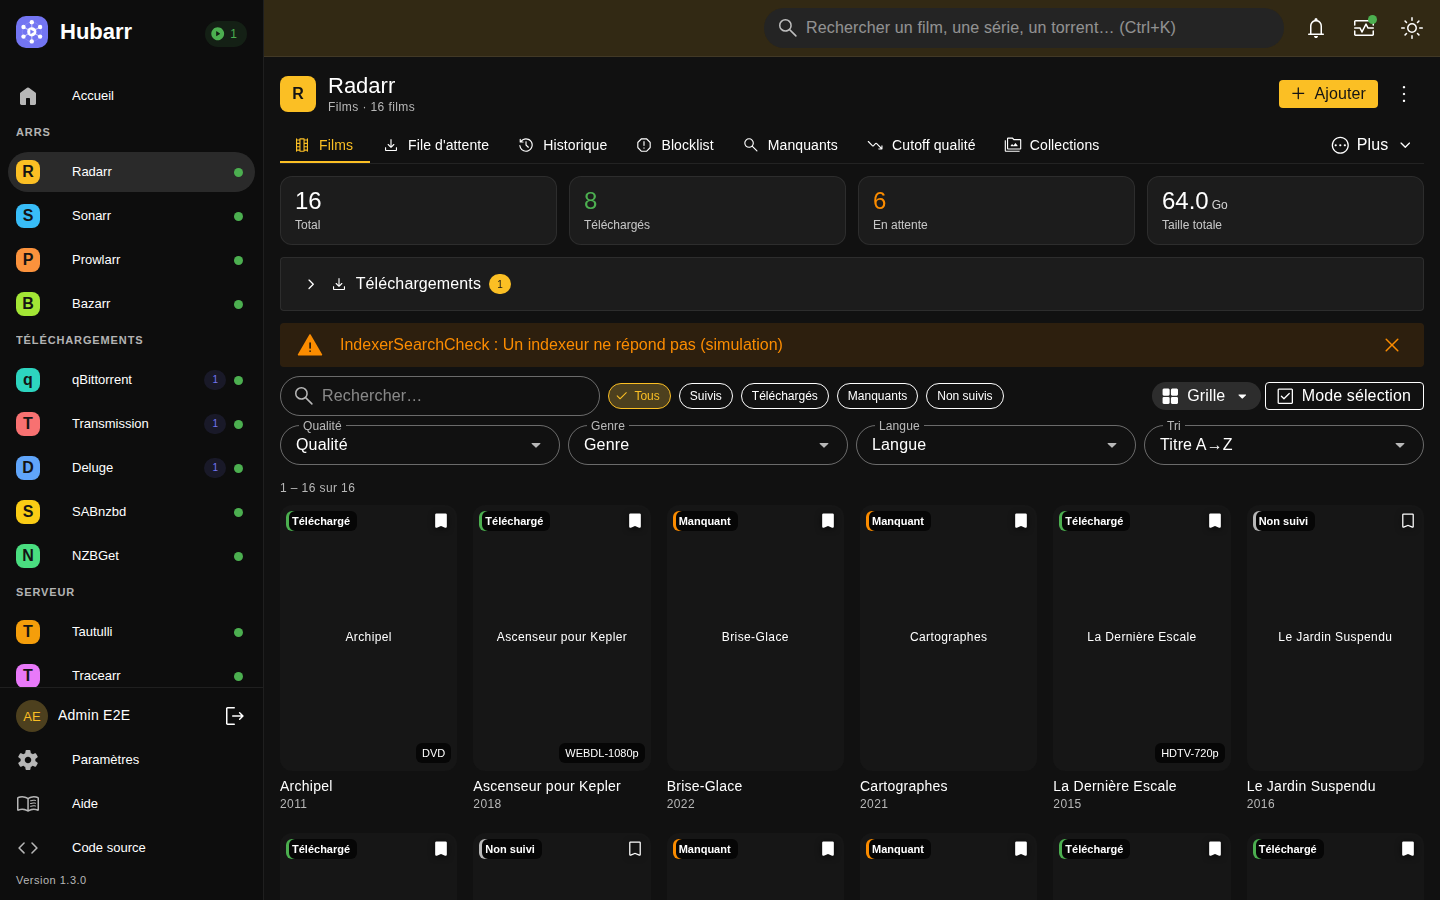 Hubarr
1
Accueil
ARRS
R Radarr
S Sonarr
P Prowlarr
B Bazarr
TÉLÉCHARGEMENTS
q qBittorrent 1
T Transmission 1
D Deluge 1
S SABnzbd
N NZBGet
SERVEUR
T Tautulli
T Tracearr
AE Admin E2E
Paramètres
Aide
Code source
Version 1.3.0
Rechercher un film, une série, un torrent… (Ctrl+K)
R Radarr
Films · 16 films
Ajouter
Films File d'attente Historique Blocklist Manquants Cutoff qualité Collections Plus
16 8 6 64.0 Go
Total Téléchargés En attente Taille totale
Téléchargements 1
IndexerSearchCheck : Un indexeur ne répond pas (simulation)
Rechercher… Tous Suivis Téléchargés Manquants Non suivis Grille Mode sélection
Qualité Genre Langue Tri
Qualité Genre Langue Titre A→Z
1 – 16 sur 16
Téléchargé Téléchargé Manquant Manquant Téléchargé Non suivi
Archipel Ascenseur pour Kepler Brise-Glace Cartographes La Dernière Escale Le Jardin Suspendu
DVD WEBDL-1080p HDTV-720p
Archipel Ascenseur pour Kepler Brise-Glace Cartographes La Dernière Escale Le Jardin Suspendu
2011 2018 2022 2021 2015 2016
Téléchargé Non suivi Manquant Manquant Téléchargé Téléchargé